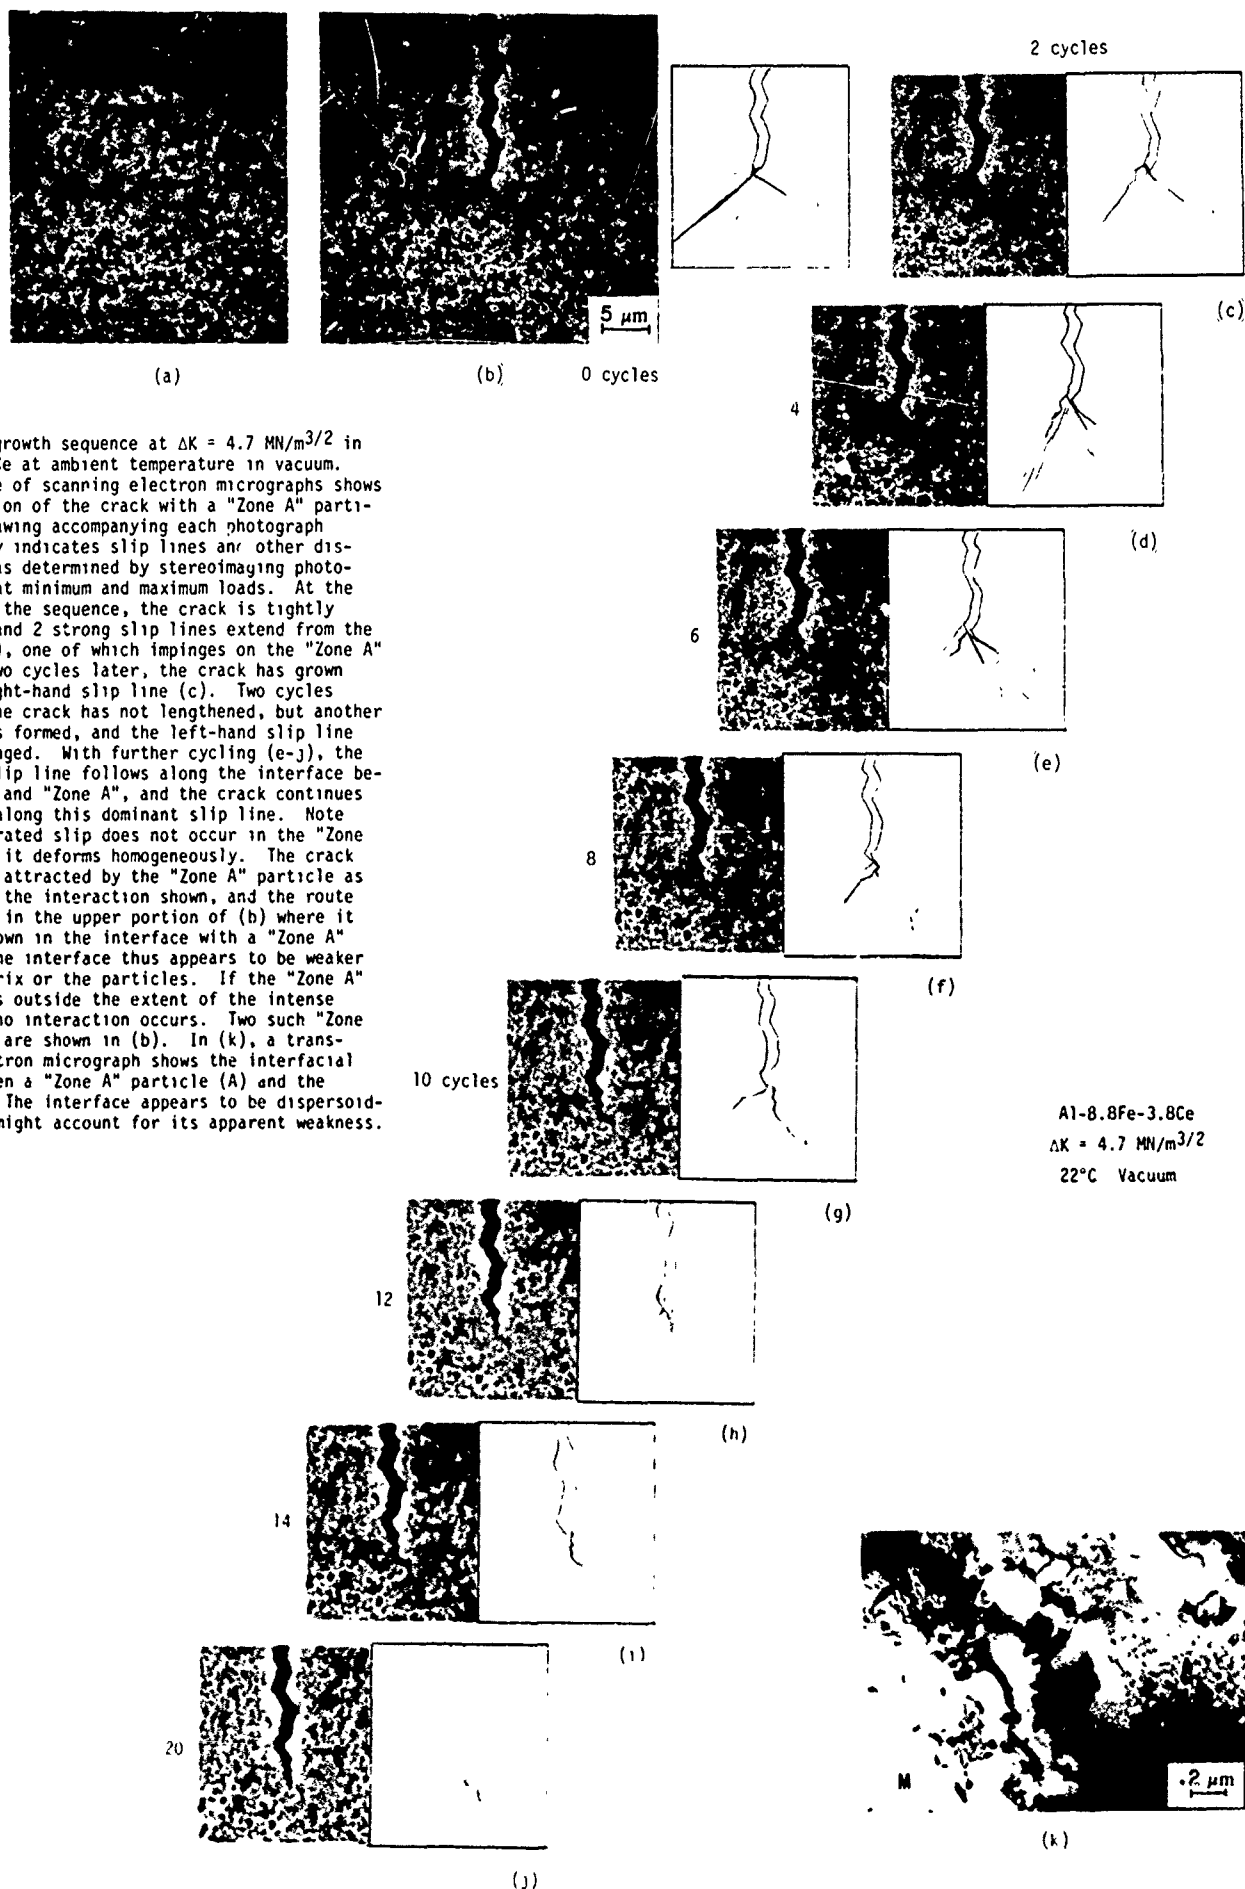 2 cycles
5 µm
(a)
(b)
0 cycles
(c)
growth sequence at ΔK = 4.7 MN/m3/2 in
e at ambient temperature in vacuum.
e of scanning electron micrographs shows
ion of the crack with a "Zone A" parti-
awing accompanying each photograph
y indicates slip lines and other dis-
as determined by stereoimaging photo-
at minimum and maximum loads. At the
the sequence, the crack is tightly
and 2 strong slip lines extend from the
), one of which impinges on the "Zone A"
wo cycles later, the crack has grown
ght-hand slip line (c). Two cycles
he crack has not lengthened, but another
s formed, and the left-hand slip line
nged. With further cycling (e-j), the
lip line follows along the interface be-
and "Zone A", and the crack continues
along this dominant slip line. Note
rated slip does not occur in the "Zone
it deforms homogeneously. The crack
attracted by the "Zone A" particle as
the interaction shown, and the route
in the upper portion of (b) where it
own in the interface with a "Zone A"
he interface thus appears to be weaker
rix or the particles. If the "Zone A"
s outside the extent of the intense
no interaction occurs. Two such "Zone
are shown in (b). In (k), a trans-
tron micrograph shows the interfacial
en a "Zone A" particle (A) and the
The interface appears to be dispersoid-
might account for its apparent weakness.
4
(d)
6
(e)
8
(f)
10 cycles
(g)
Al-8.8Fe-3.8Ce
ΔK = 4.7 MN/m3/2
22°C Vacuum
12
(h)
14
(i)
20
(j)
M
.2 µm
(k)